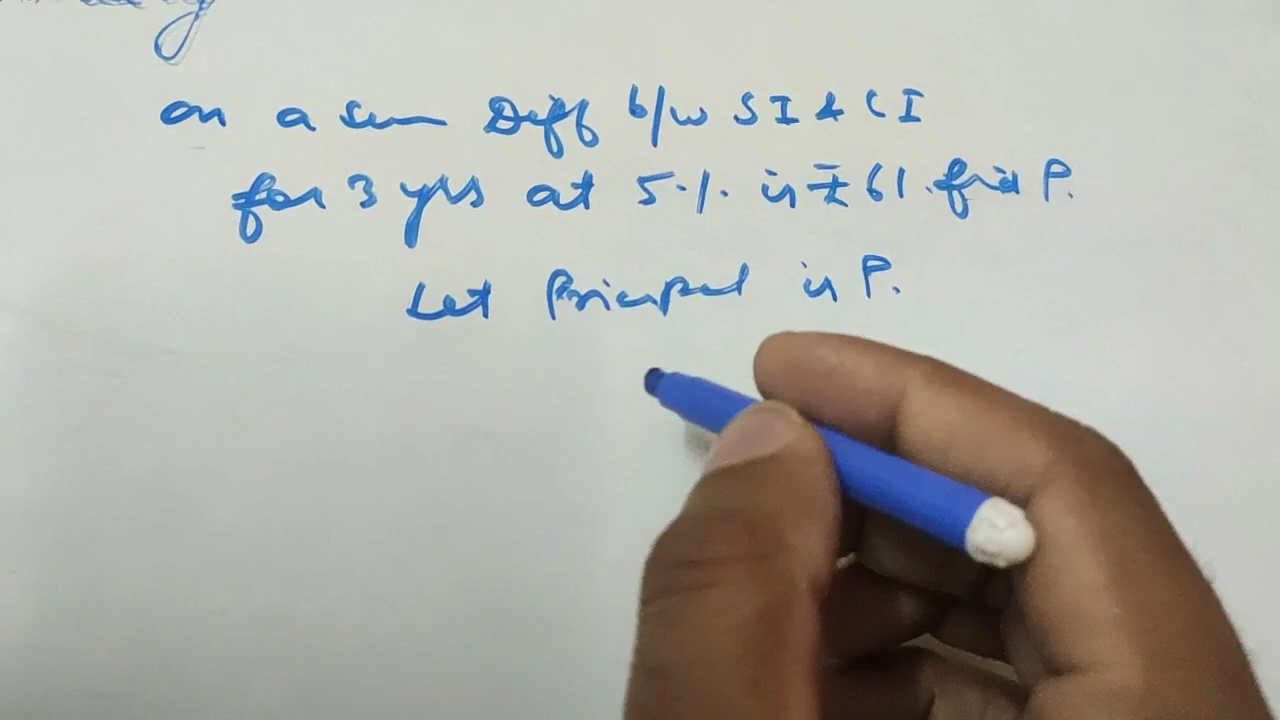 on a sum Diff b/w SI & CI
for 3 yrs at 5.%. is ₹ 61. find P.
Let Principal is P.